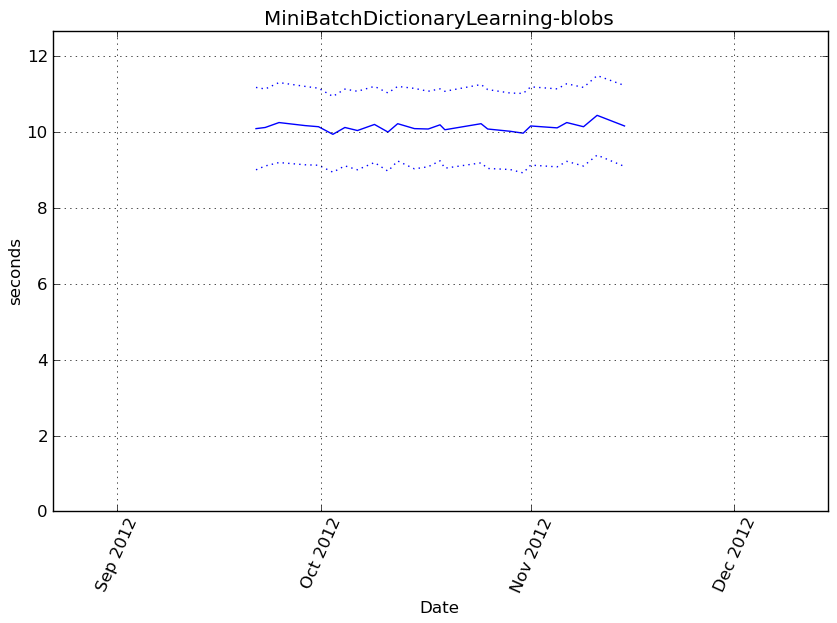 MiniBatchDictionaryLearning-blobs
12
10
8
6
4
2
0
seconds
Sep 2012
Oct 2012
Nov 2012
Dec 2012
Date